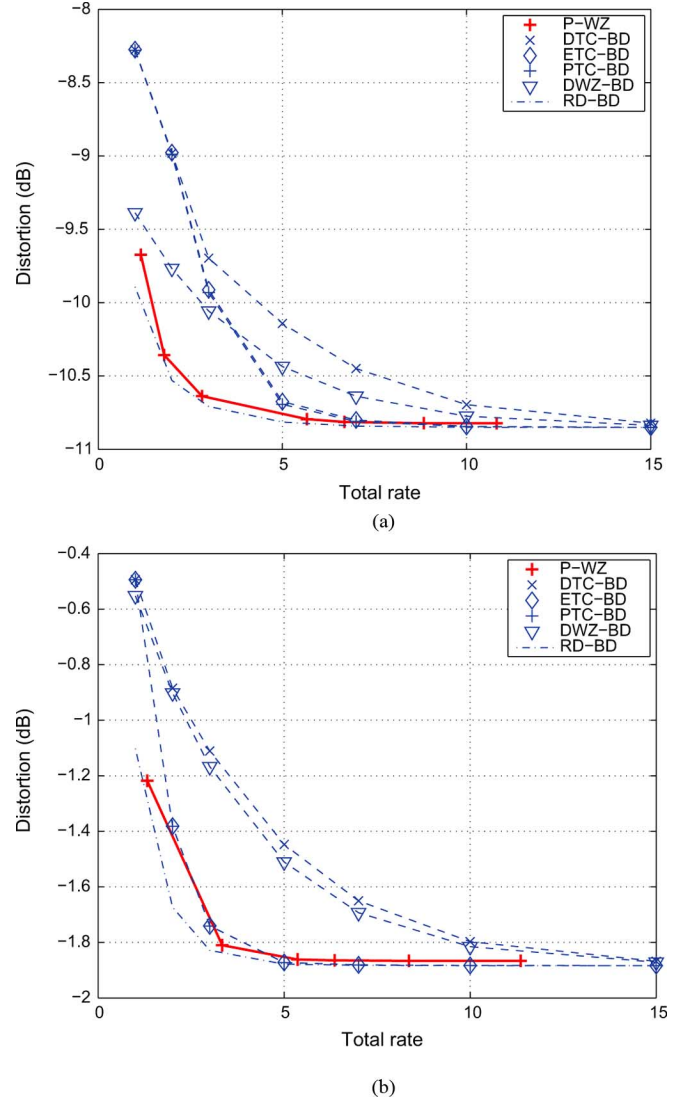 −8
−8.5
−9
−9.5
−10
−10.5
−11
Distortion (dB)
P−WZ
DTC−BD
ETC−BD
PTC−BD
DWZ−BD
RD−BD
0
5
10
15
Total rate
(a)
−0.4
−0.6
−0.8
−1
−1.2
−1.4
−1.6
−1.8
−2
Distortion (dB)
P−WZ
DTC−BD
ETC−BD
PTC−BD
DWZ−BD
RD−BD
0
5
10
15
Total rate
(b)